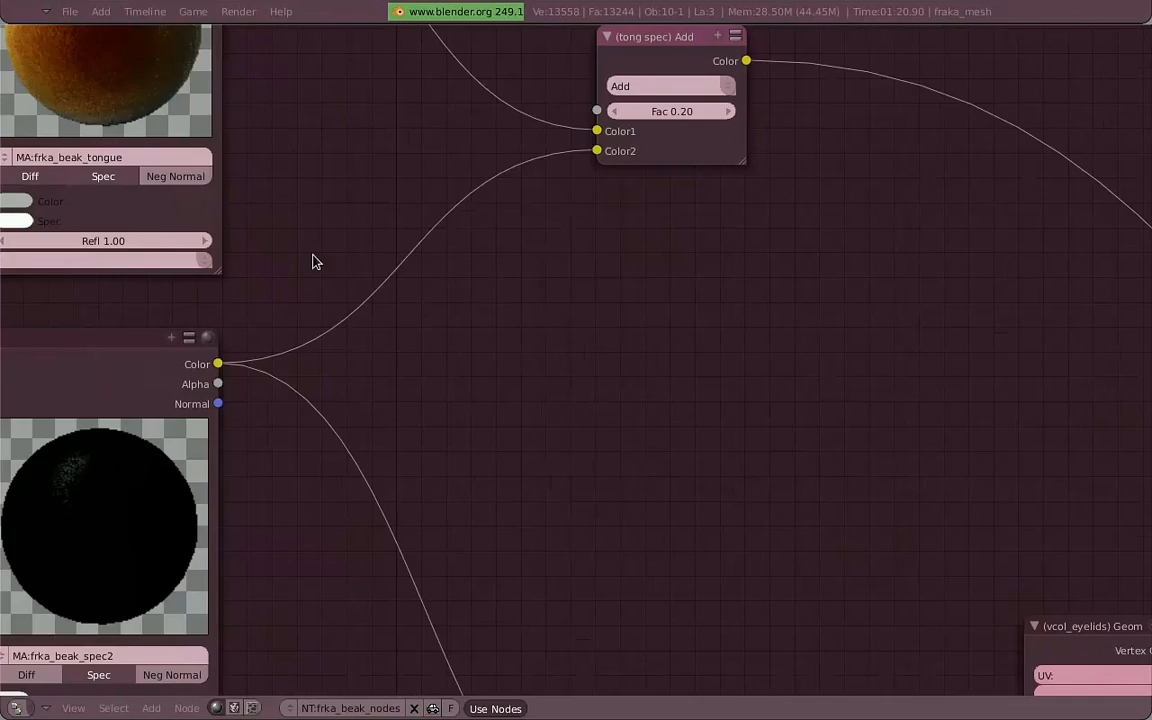 File Add Timeline Game Render Help www.blender.org 249.1 Ve:13558 | Fa:13244 | Ob:10-1 | La:3 | Mem:28.50M (44.45M) | Time:01:20.90 | fraka_mesh
(tong spec) Add
Color
Add
Fac 0.20
Color1
Color2
MA:frka_beak_tongue
Diff Spec Neg Normal
Color
Spec
Refl 1.00
Color
Alpha
Normal
MA:frka_beak_spec2
Diff Spec Neg Normal
(vcol_eyelids) Geom
Vertex C
UV:
View Select Add Node NT:frka_beak_nodes F Use Nodes